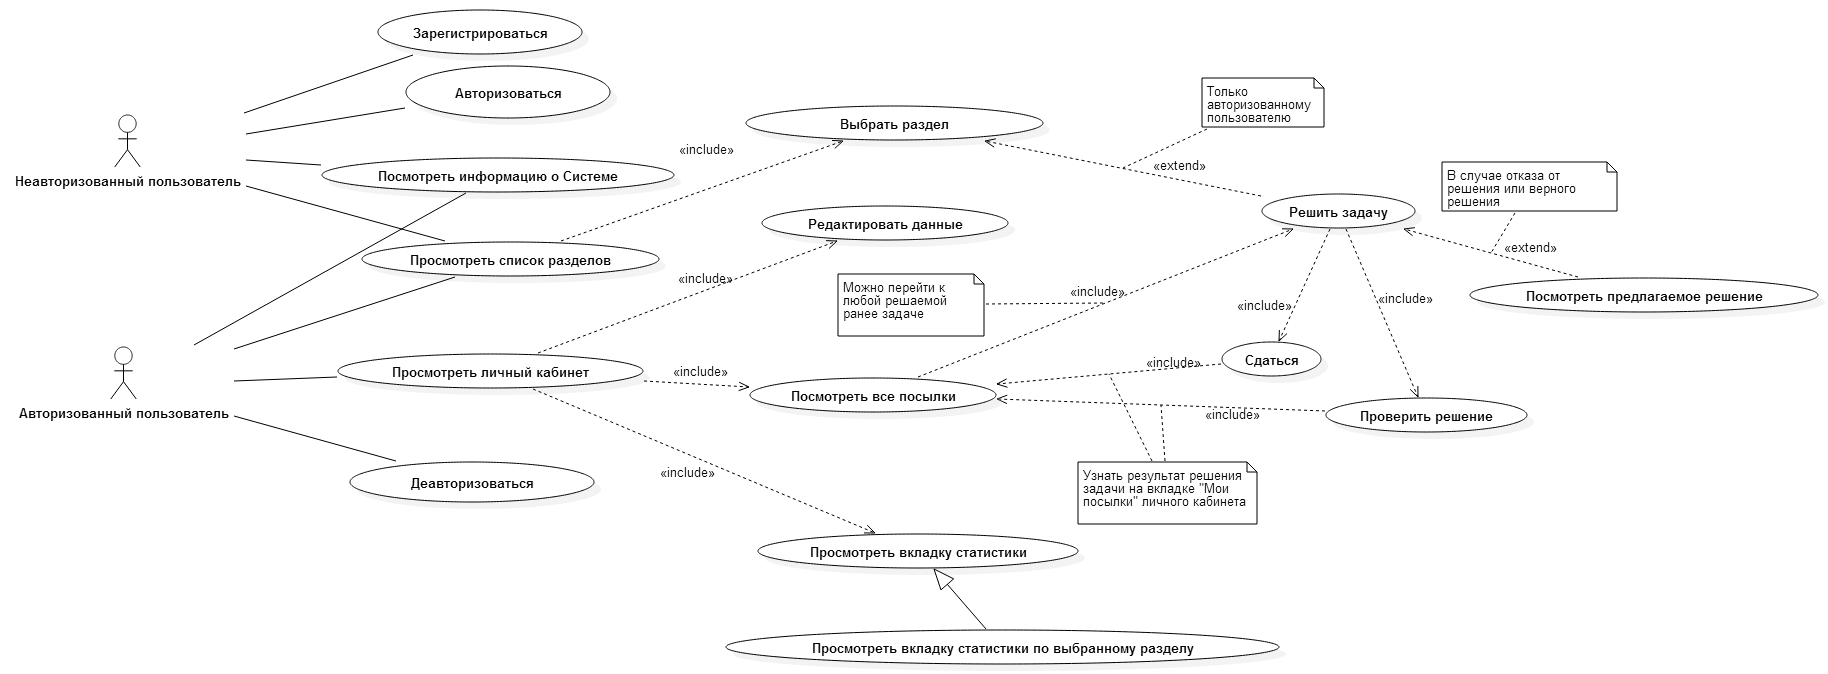 Зарегистрироваться
Авторизоваться
Неавторизованный пользователь
Посмотреть информацию о Системе
Просмотреть список разделов
Авторизованный пользователь
Просмотреть личный кабинет
Деавторизоваться
«include»
Выбрать раздел
Только
авторизованному
пользователю
«extend»
Решить задачу
В случае отказа от
решения или верного
решения
«extend»
Посмотреть предлагаемое решение
Редактировать данные
«include»
Можно перейти к
любой решаемой
ранее задаче
«include»
«include»
«include»
Сдаться
«include»
«include»
Посмотреть все посылки
«include»
Проверить решение
«include»
Узнать результат решения
задачи на вкладке "Мои
посылки" личного кабинета
Просмотреть вкладку статистики
Просмотреть вкладку статистики по выбранному разделу